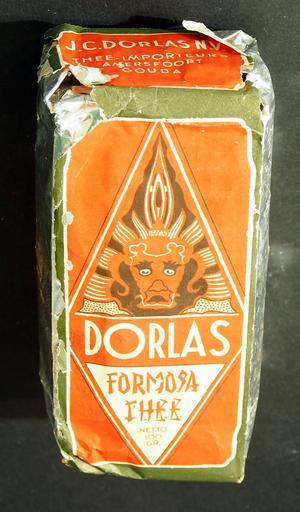 J.C.DORLAS N.V.
THEE-IMPORTEURS
AMERSFOORT
GOUDA
DORLAS
FORMOSA
THEE
NETTO
100
GR.